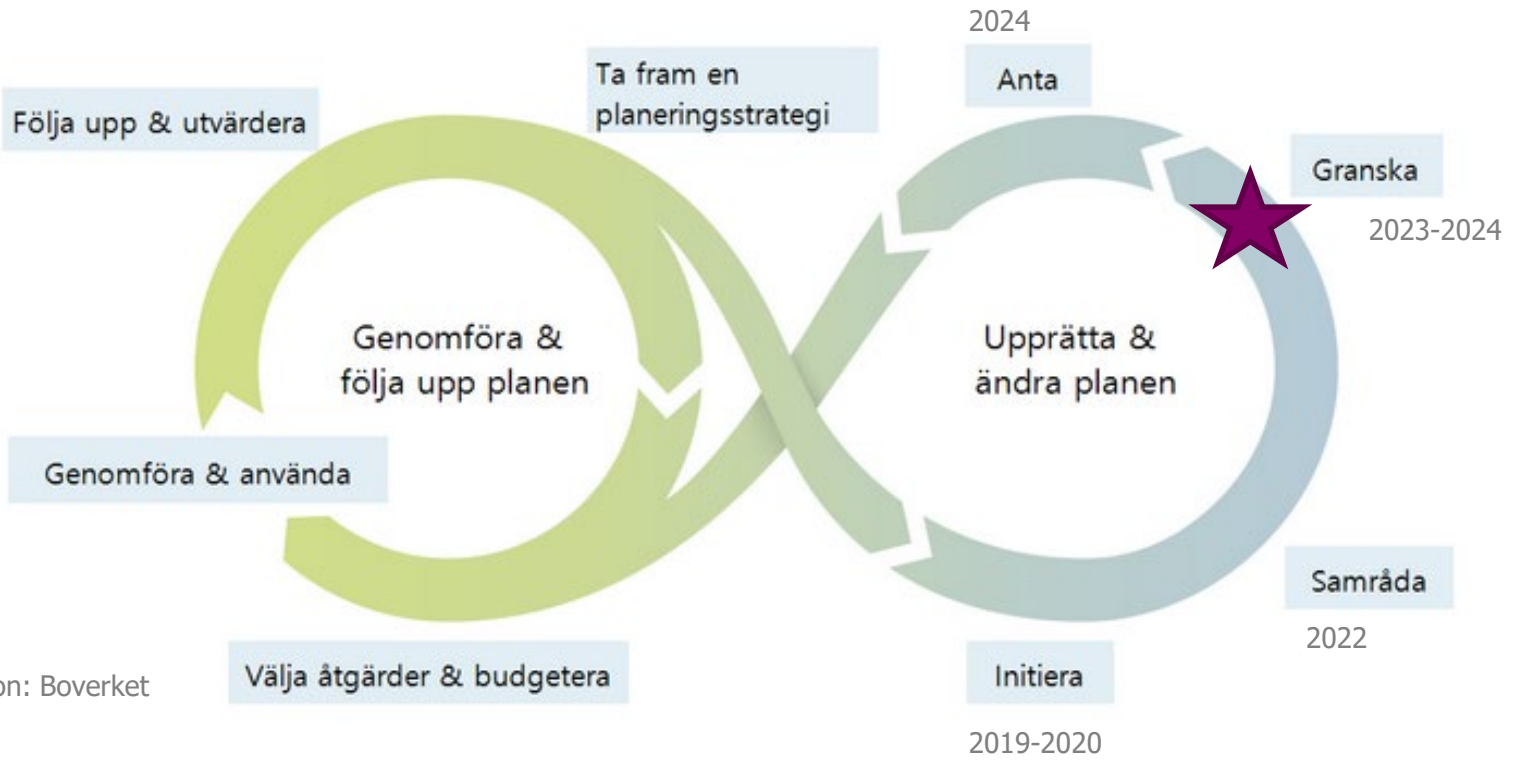 2024
Anta
Ta fram en
planeringsstrategi
Följa upp & utvärdera
Granska
2023-2024
Genomföra &
följa upp planen
Upprätta &
ändra planen
Genomföra & använda
Samråda
2022
Välja åtgärder & budgetera
Initiera
2019-2020
on: Boverket